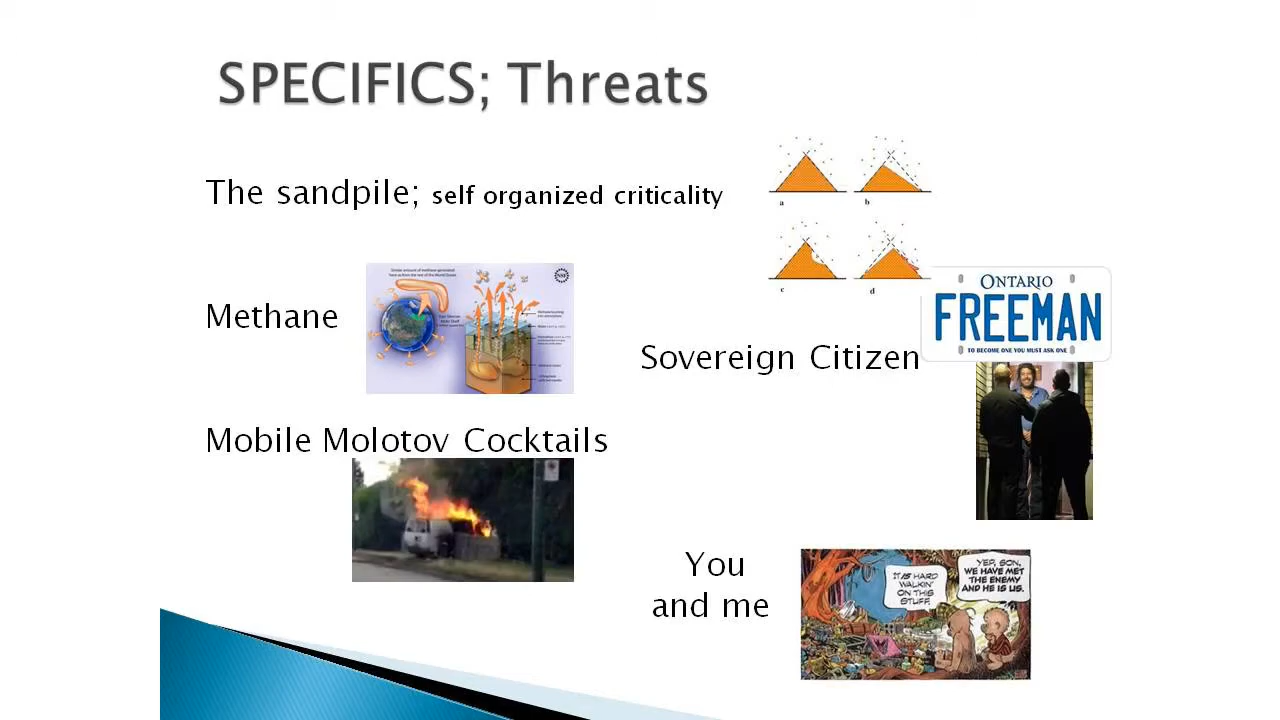 SPECIFICS; Threats
The sandpile; self organized criticality
a
b
c
d
Methane
NSF
ONTARIO
FREEMAN
TO BECOME ONE YOU MUST ASK ONE
Sovereign Citizen
Mobile Molotov Cocktails
You
and me
IT IS HARD
WALKIN'
ON THIS
STUFF.
YEP, SON,
WE HAVE MET
THE ENEMY
AND HE IS US.